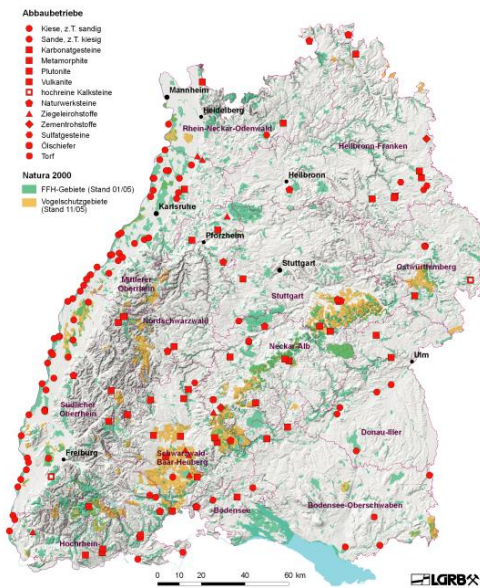 Abbaubetriebe
Kiese, z.T. sandig
Sande, z.T. kiesig
Karbonatgesteine
Metamorphite
Plutonite
Vulkanite
hochreine Kalksteine
Naturwerksteine
Ziegeleirohstoffe
Zementrohstoffe
Sulfatgesteine
Ölschiefer
Torf
Natura 2000
FFH-Gebiete (Stand 01/05)
Vogelschutzgebiete
(Stand 11/05)
Mannheim
Heidelberg
Rhein-Neckar-Odenwald
Heilbronn-Franken
Heilbronn
Karlsruhe
Pforzheim
Stuttgart
Ostwürttemberg
Mittlerer
Oberrhein
Stuttgart
Nordschwarzwald
Neckar-Alb
Ulm
Südlicher
Oberrhein
Donau-Iller
Freiburg
Schwarzwald-
Baar-Heuberg
Bodensee
Bodensee-Oberschwaben
Hochrhein
0 10 20 40 60 km
LGRB